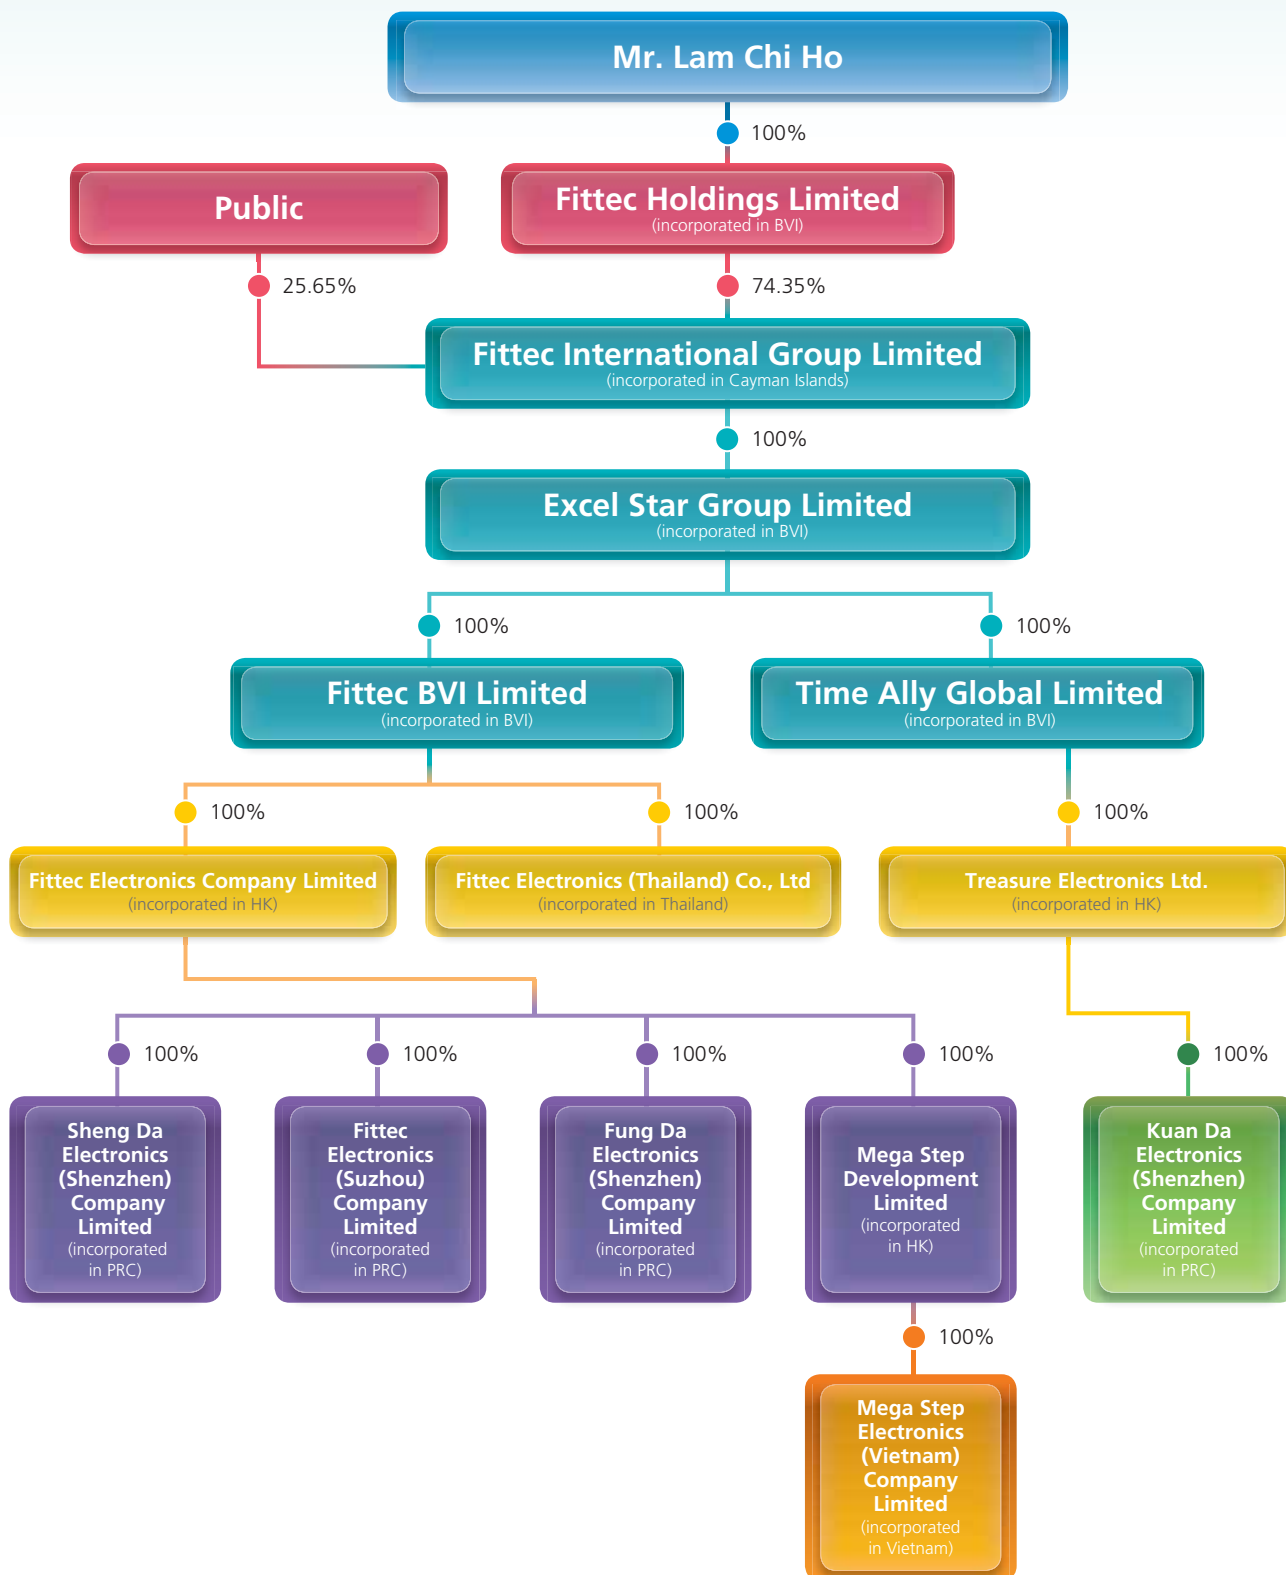 Mr. Lam Chi Ho
100%
Public
Fittec Holdings Limited
(incorporated in BVI)
25.65%
74.35%
Fittec International Group Limited
(incorporated in Cayman Islands)
100%
Excel Star Group Limited
(incorporated in BVI)
100%
100%
Fittec BVI Limited
(incorporated in BVI)
Time Ally Global Limited
(incorporated in BVI)
100%
100%
100%
Fittec Electronics Company Limited
(incorporated in HK)
Fittec Electronics (Thailand) Co., Ltd
(incorporated in Thailand)
Treasure Electronics Ltd.
(incorporated in HK)
100%
100%
100%
100%
100%
Sheng Da
Electronics
(Shenzhen)
Company
Limited
(incorporated
in PRC)
Fittec
Electronics
(Suzhou)
Company
Limited
(incorporated
in PRC)
Fung Da
Electronics
(Shenzhen)
Company
Limited
(incorporated
in PRC)
Mega Step
Development
Limited
(incorporated
in HK)
Kuan Da
Electronics
(Shenzhen)
Company
Limited
(incorporated
in PRC)
100%
Mega Step
Electronics
(Vietnam)
Company
Limited
(incorporated
in Vietnam)